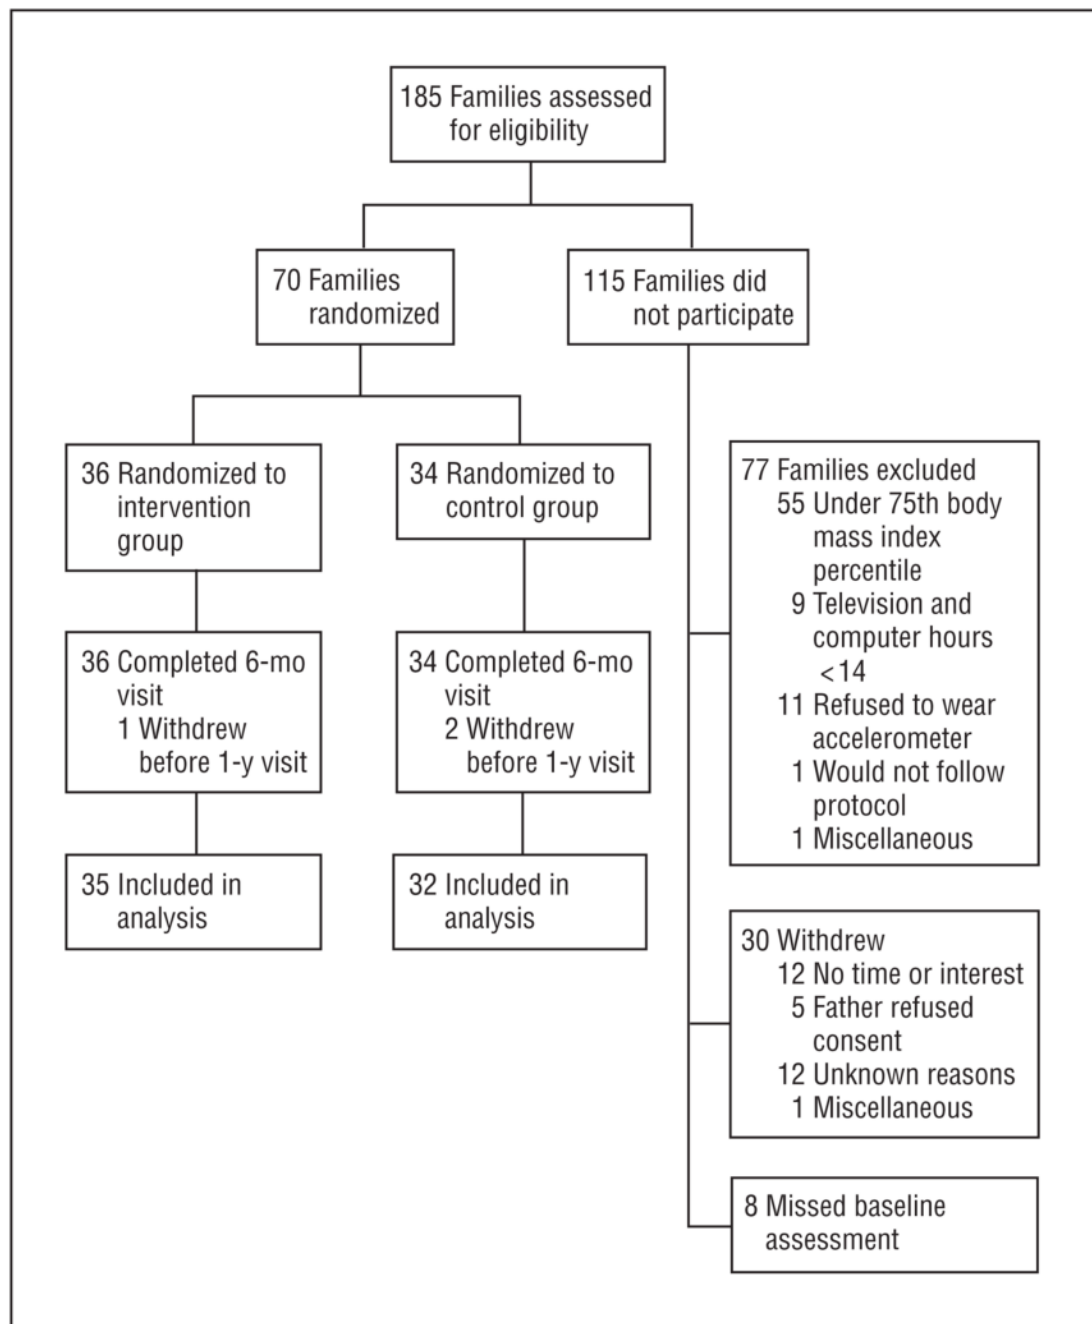 185 Families assessed
for eligibility
70 Families
randomized
115 Families did
not participate
36 Randomized to
intervention
group
34 Randomized to
control group
77 Families excluded
55 Under 75th body
mass index
percentile
9 Television and
computer hours
<14
11 Refused to wear
accelerometer
1 Would not follow
protocol
1 Miscellaneous
36 Completed 6-mo
visit
1 Withdrew
before 1-y visit
34 Completed 6-mo
visit
2 Withdrew
before 1-y visit
35 Included in
analysis
32 Included in
analysis
30 Withdrew
12 No time or interest
5 Father refused
consent
12 Unknown reasons
1 Miscellaneous
8 Missed baseline
assessment